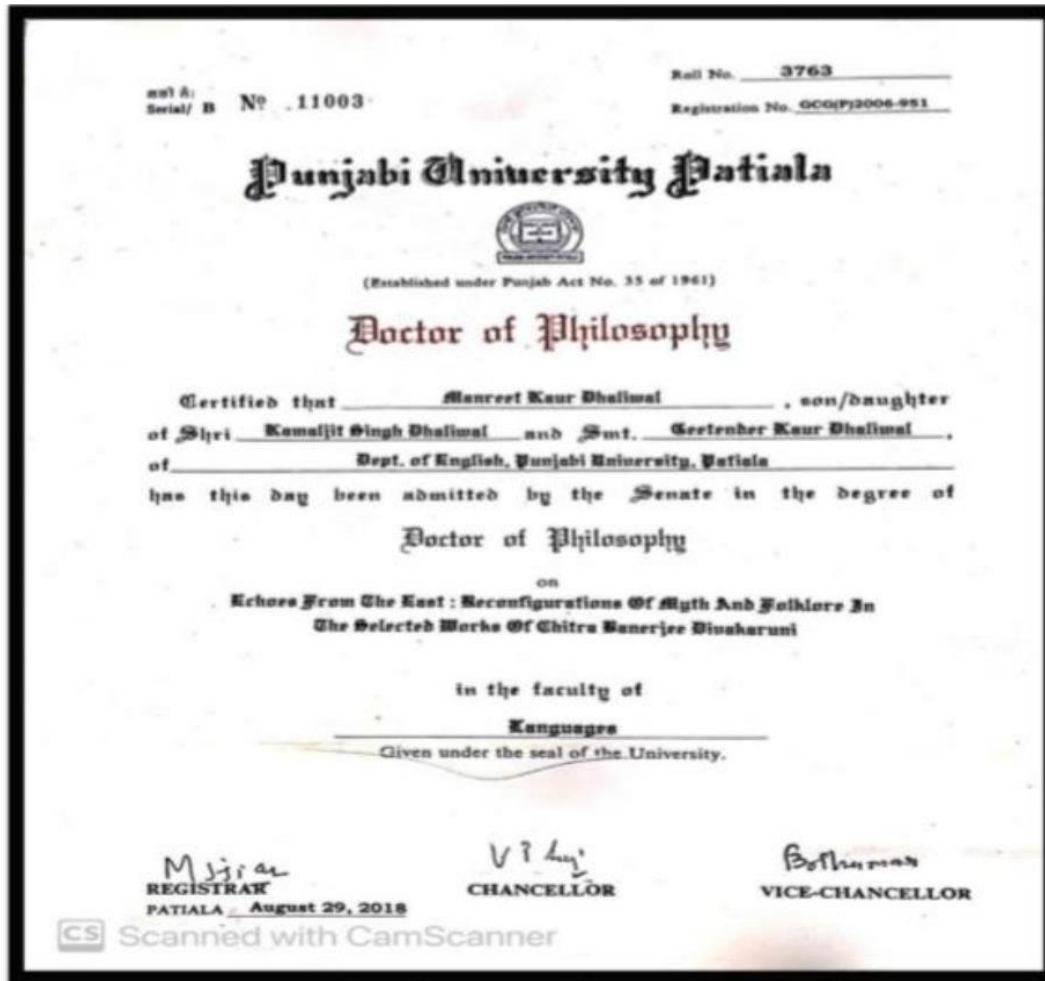 Roll No. 3763
ਲੜੀ ਨੰ:
Serial/ B Nº 11003
Registration No. GCG(P)2006-951
Punjabi University Patiala
(Established under Punjab Act No. 35 of 1961)
Doctor of Philosophy
Certified that Manreet Kaur Dhaliwal , son/daughter
of Shri Kamaljit Singh Dhaliwal and Smt. Geetender Kaur Dhaliwal ,
of Dept. of English, Punjabi University, Patiala
has this day been admitted by the Senate in the degree of
Doctor of Philosophy
on
Echoes From The East : Reconfigurations Of Myth And Folklore In
The Selected Works Of Chitra Banerjee Divakaruni
in the faculty of
Languages
Given under the seal of the University.
REGISTRAR
CHANCELLOR
VICE-CHANCELLOR
PATIALA August 29, 2018
CS Scanned with CamScanner